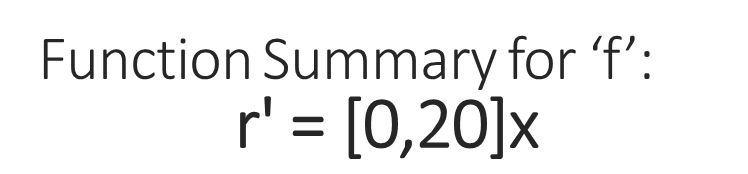 Function Summary for ‘f’:
r' = [0,20]x